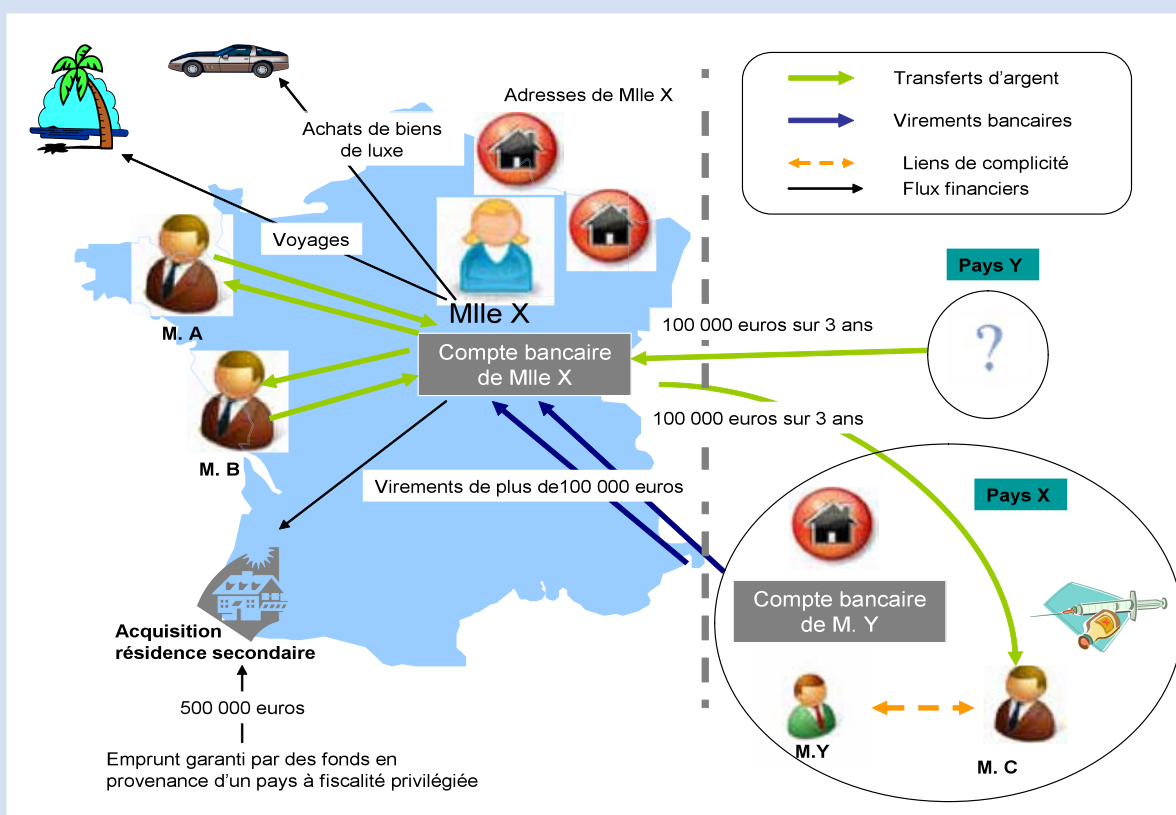 Adresses de Mlle X
Achats de biens
de luxe
Voyages
Transferts d'argent
Virements bancaires
Liens de complicité
Flux financiers
M. A
Mlle X
Compte bancaire
de Mlle X
Pays Y
?
100 000 euros sur 3 ans
100 000 euros sur 3 ans
M. B
Virements de plus de100 000 euros
Pays X
Compte bancaire
de M. Y
M.Y
M. C
Acquisition
résidence secondaire
500 000 euros
Emprunt garanti par des fonds en
provenance d'un pays à fiscalité privilégiée